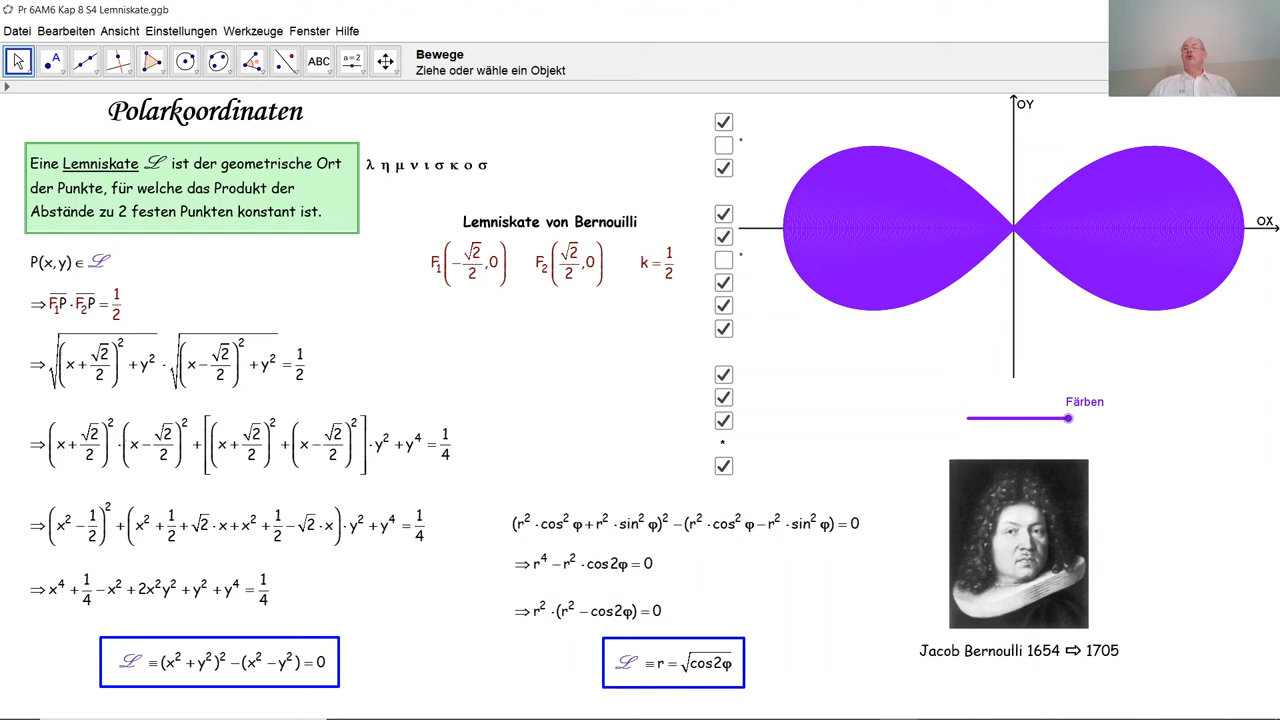 Pr 6AM6 Kap 8 S4 Lemniskate.ggb
Datei Bearbeiten Ansicht Einstellungen Werkzeuge Fenster Hilfe
A ABC a=2
Bewege
Ziehe oder wähle ein Objekt
Polarkoordinaten
Eine Lemniskate ℒ ist der geometrische Ort
der Punkte, für welche das Produkt der
Abstände zu 2 festen Punkten konstant ist.
λ η μ ν ι σ κ ο σ
Lemniskate von Bernouilli
F₁(-√2/2,0) F₂(√2/2,0) k=1/2
P(x,y)∈ℒ
⇒F₁P·F₂P=1/2
⇒√((x+√2/2)²+y²)·√((x-√2/2)²+y²)=1/2
⇒(x+√2/2)²·(x-√2/2)²+[(x+√2/2)²+(x-√2/2)²]·y²+y⁴=1/4
⇒(x²-1/2)²+(x²+1/2+√2·x+x²+1/2-√2·x)·y²+y⁴=1/4
⇒x⁴+1/4-x²+2x²y²+y²+y⁴=1/4
ℒ≡(x²+y²)²-(x²-y²)=0
(r²·cos²φ+r²·sin²φ)²-(r²·cos²φ-r²·sin²φ)=0
⇒r⁴-r²·cos2φ=0
⇒r²·(r²-cos2φ)=0
ℒ≡r=√cos2φ
OY
OX
Färben
Jacob Bernoulli 1654 ⇨ 1705